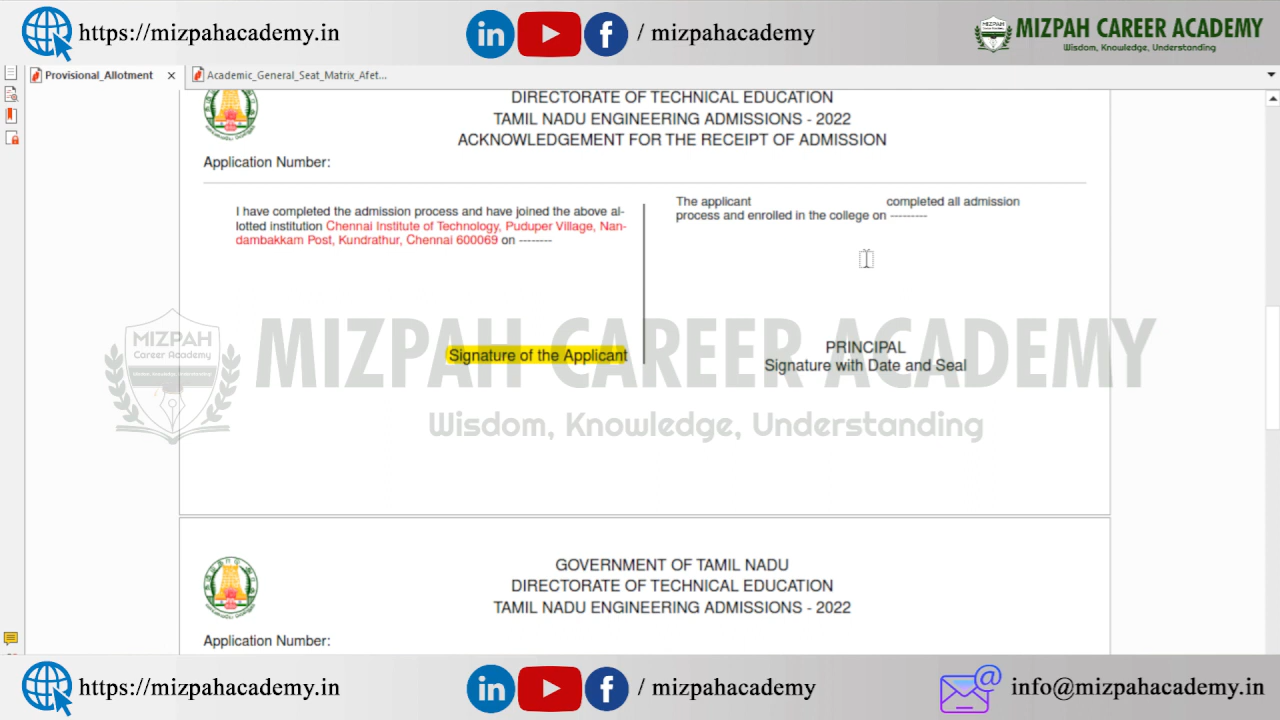 https://mizpahacademy.in
/ mizpahacademy
MIZPAH CAREER ACADEMY
Wisdom, Knowledge, Understanding
Provisional_Allotment
Academic_General_Seat_Matrix_Afet...
DIRECTORATE OF TECHNICAL EDUCATION
TAMIL NADU ENGINEERING ADMISSIONS - 2022
ACKNOWLEDGEMENT FOR THE RECEIPT OF ADMISSION
Application Number:
I have completed the admission process and have joined the above al-
lotted institution Chennai Institute of Technology, Puduper Village, Nan-
dambakkam Post, Kundrathur, Chennai 600069 on --------
The applicant completed all admission
process and enrolled in the college on ---------
MIZPAH
Career Academy
MIZPAH CAREER ACADEMY
Wisdom, Knowledge, Understanding
Signature of the Applicant
PRINCIPAL
Signature with Date and Seal
GOVERNMENT OF TAMIL NADU
DIRECTORATE OF TECHNICAL EDUCATION
TAMIL NADU ENGINEERING ADMISSIONS - 2022
Application Number:
https://mizpahacademy.in
/ mizpahacademy
info@mizpahacademy.in